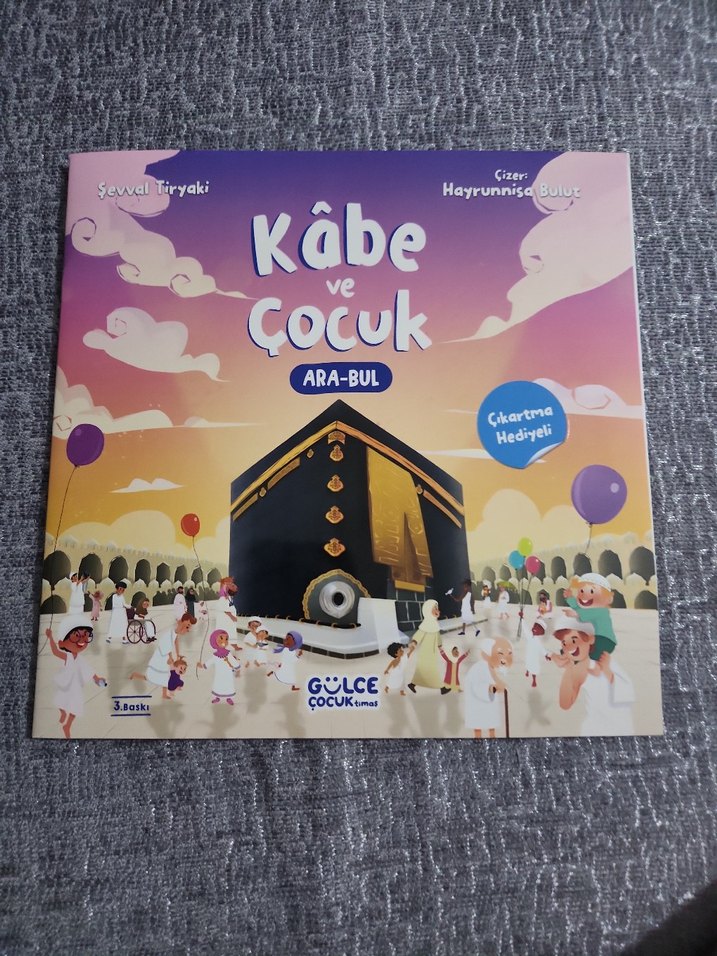 Şevval Tiryaki
Çizer:
Hayrunnisa Bulut
Kâbe
ve
Çocuk
ARA-BUL
Çıkartma
Hediyeli
GÜLCE
ÇOCUK timaş
3. Baskı